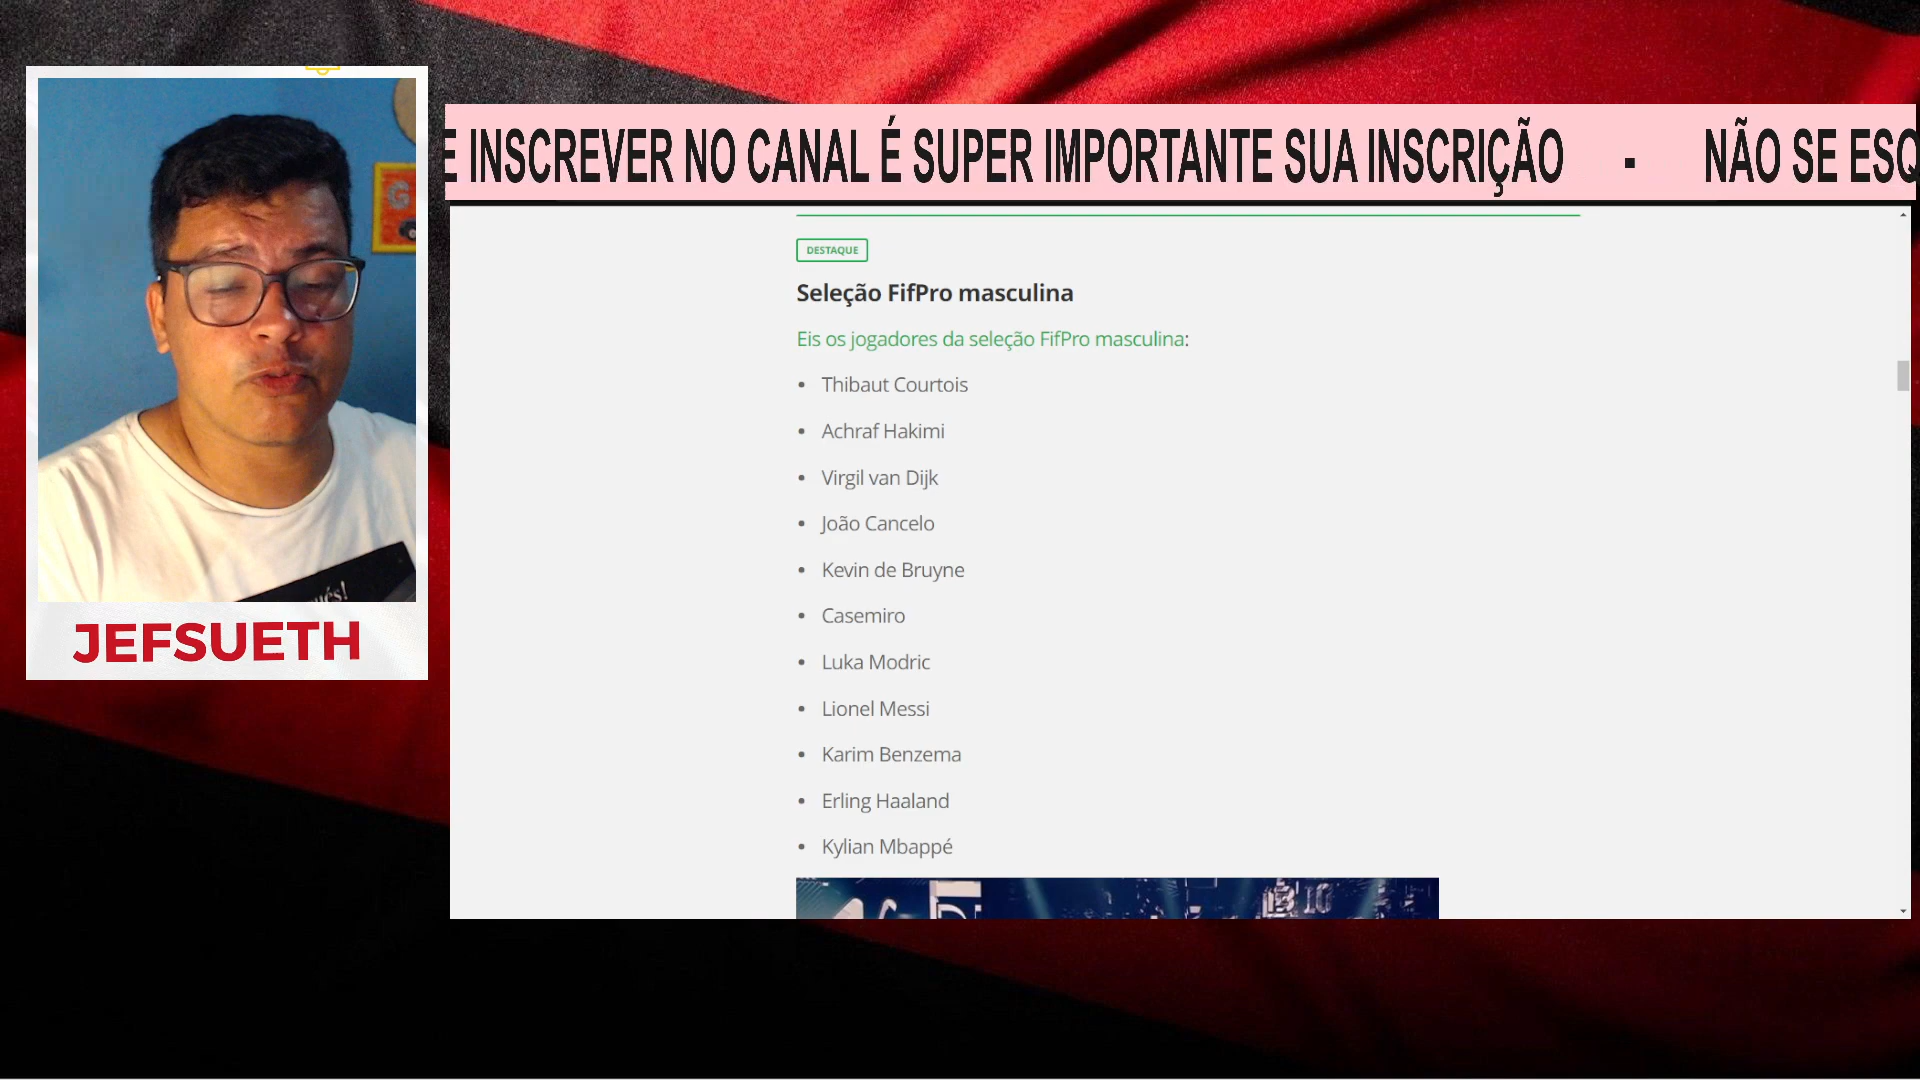 E INSCREVER NO CANAL É SUPER IMPORTANTE SUA INSCRIÇÃO - NÃO SE ESQ
DESTAQUE
Seleção FifPro masculina
Eis os jogadores da seleção FifPro masculina:
• Thibaut Courtois
• Achraf Hakimi
• Virgil van Dijk
• João Cancelo
• Kevin de Bruyne
• Casemiro
• Luka Modric
• Lionel Messi
• Karim Benzema
• Erling Haaland
• Kylian Mbappé
JEFSUETH